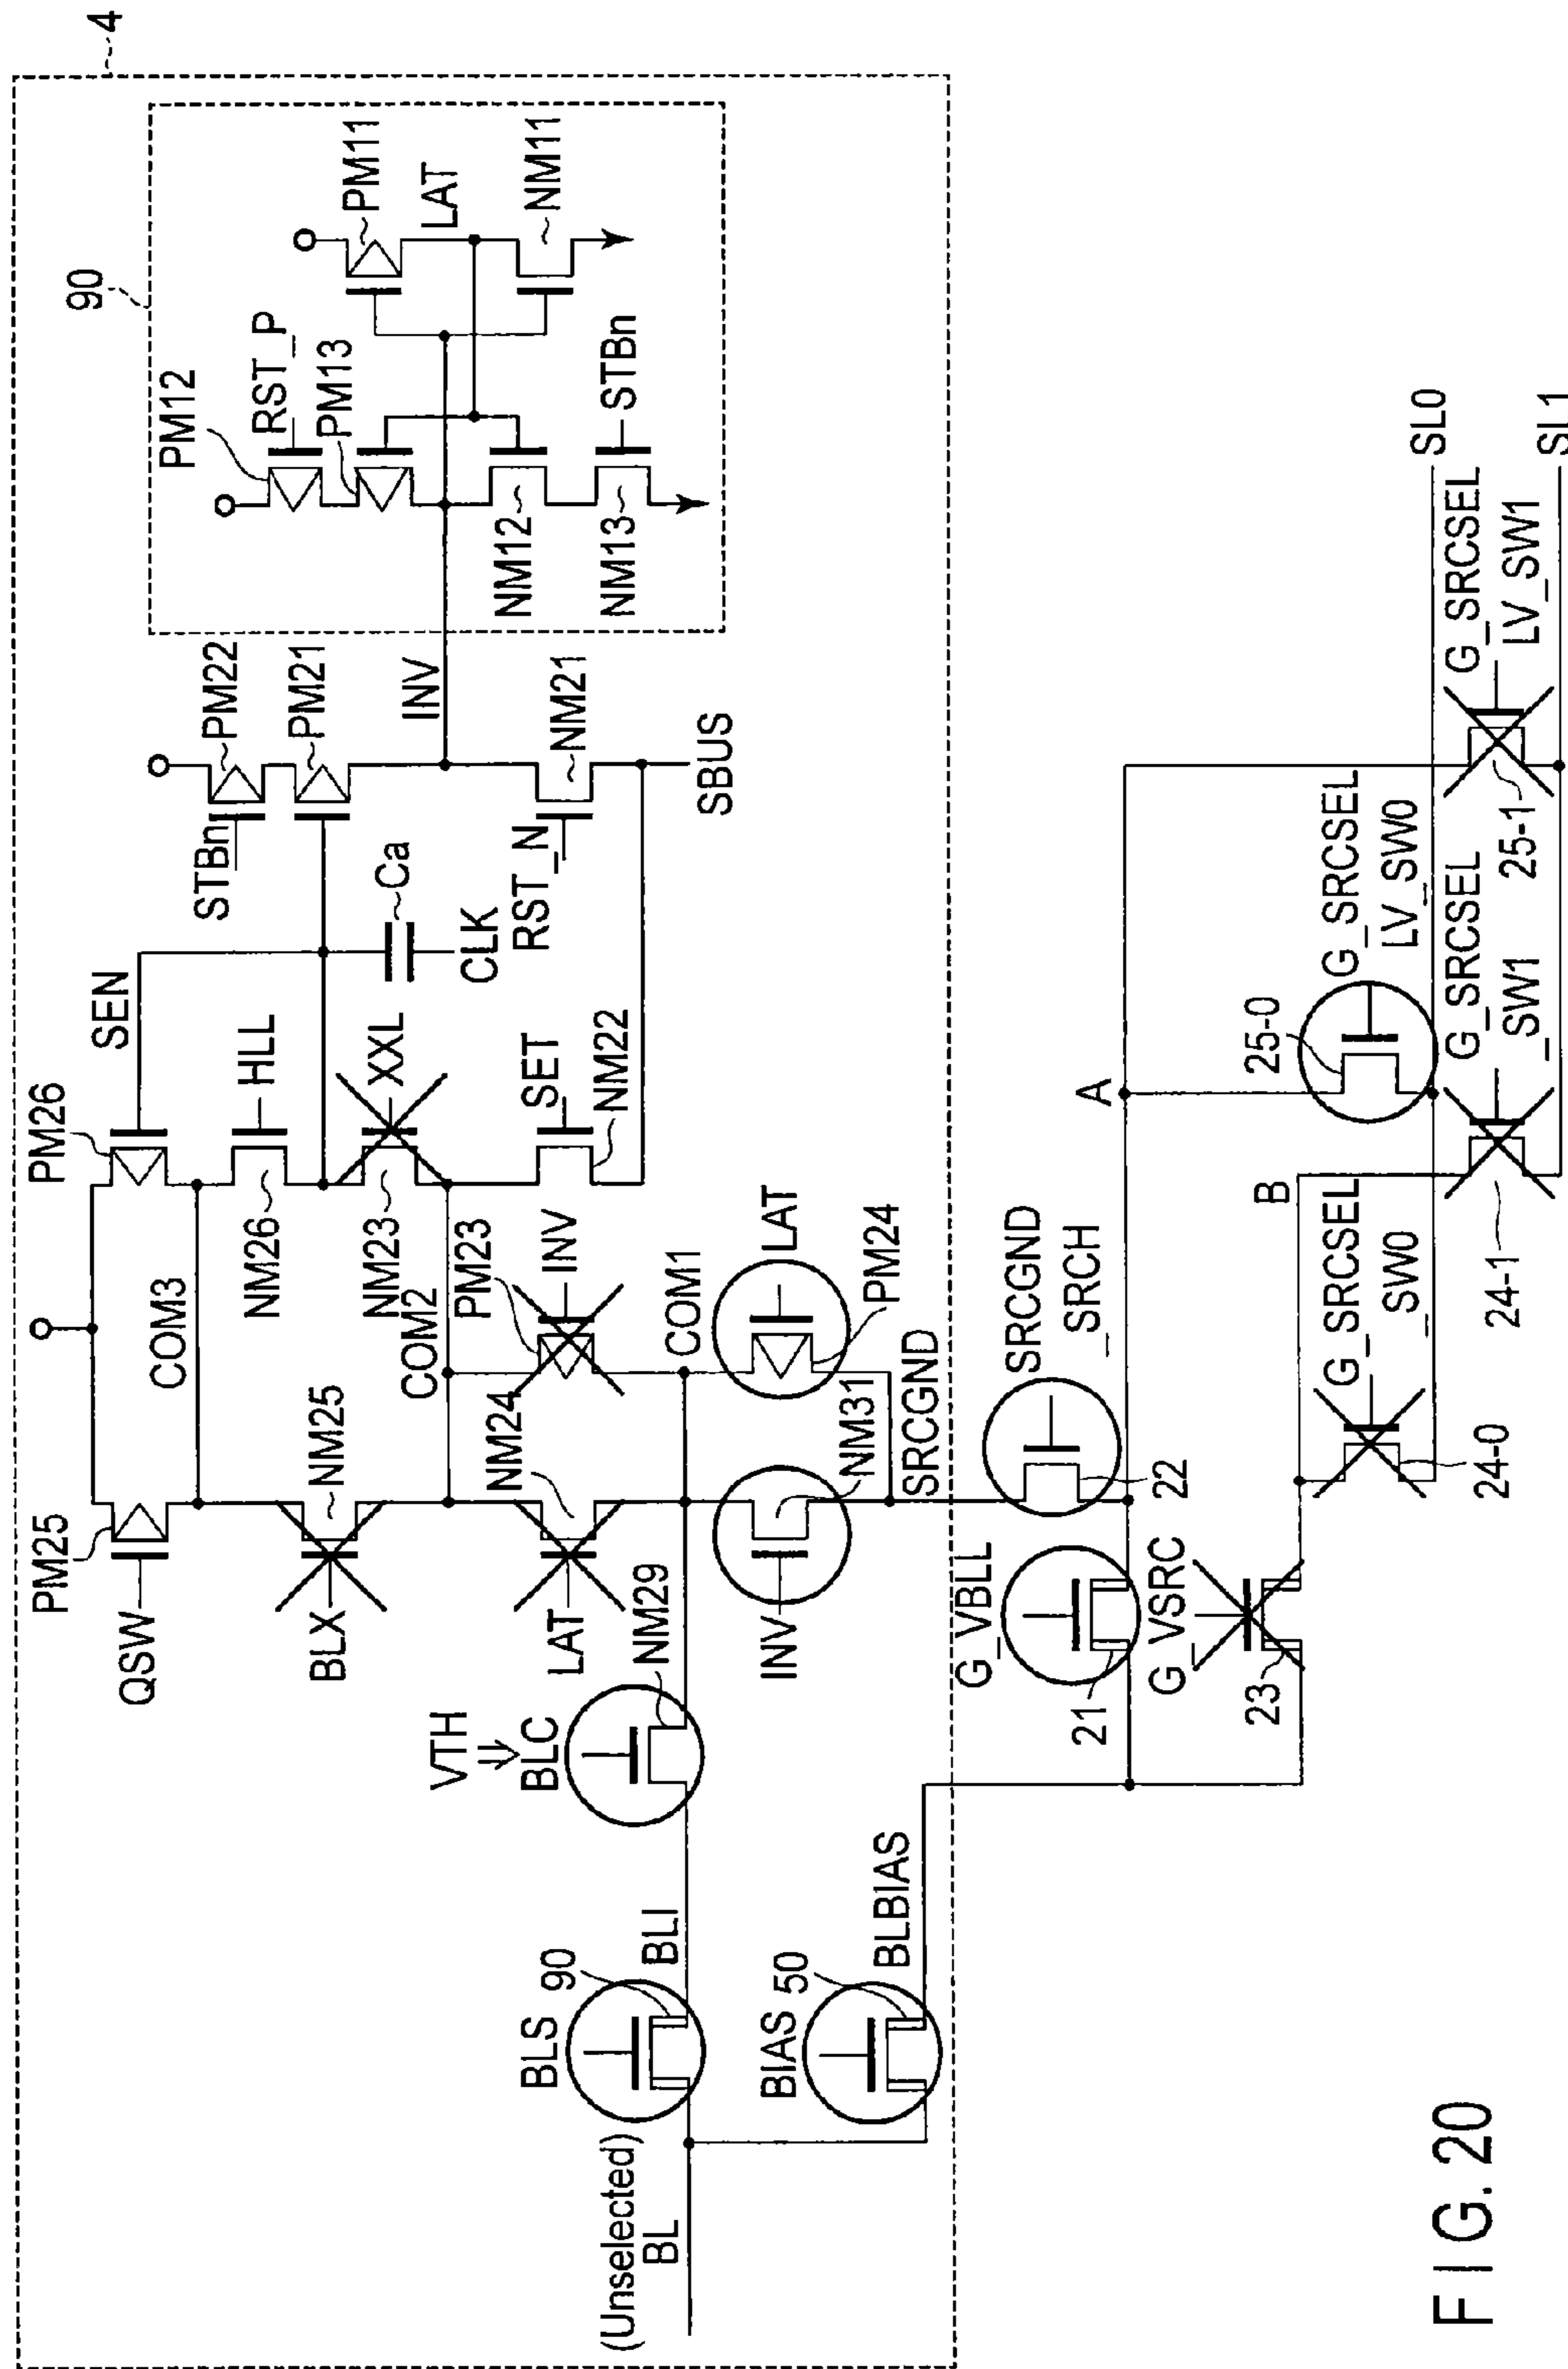 4
90
PM12
RST_P
PM13
PM11
LAT
NM11
STBn
NM12
NM13
PM22
STBn
PM21
INV
NM21
RST_N
SBUS
SEN
Ca
CLK
PM26
HLL
NM26
XXL
NM23
SET
NM22
COM3
PM25
QSW
NM25
BLX
COM2
PM23
INV
NM24
LAT
COM1
LAT
PM24
NM31
INV
SRCGND
NM29
VTH
BLC
BLI
BLS
90
BIAS
50
BLBIAS
(Unselected)
BL
SRCGND
_SRCH
22
G_VBLL
21
G_VSRC
23
A
B
25-0
G_SRCSEL
LV_SW0
G_SRCSEL
_SW0
24-0
G_SRCSEL
_SW1
24-1
G_SRCSEL
LV_SW1
25-1
SL0
SL1
FIG. 20